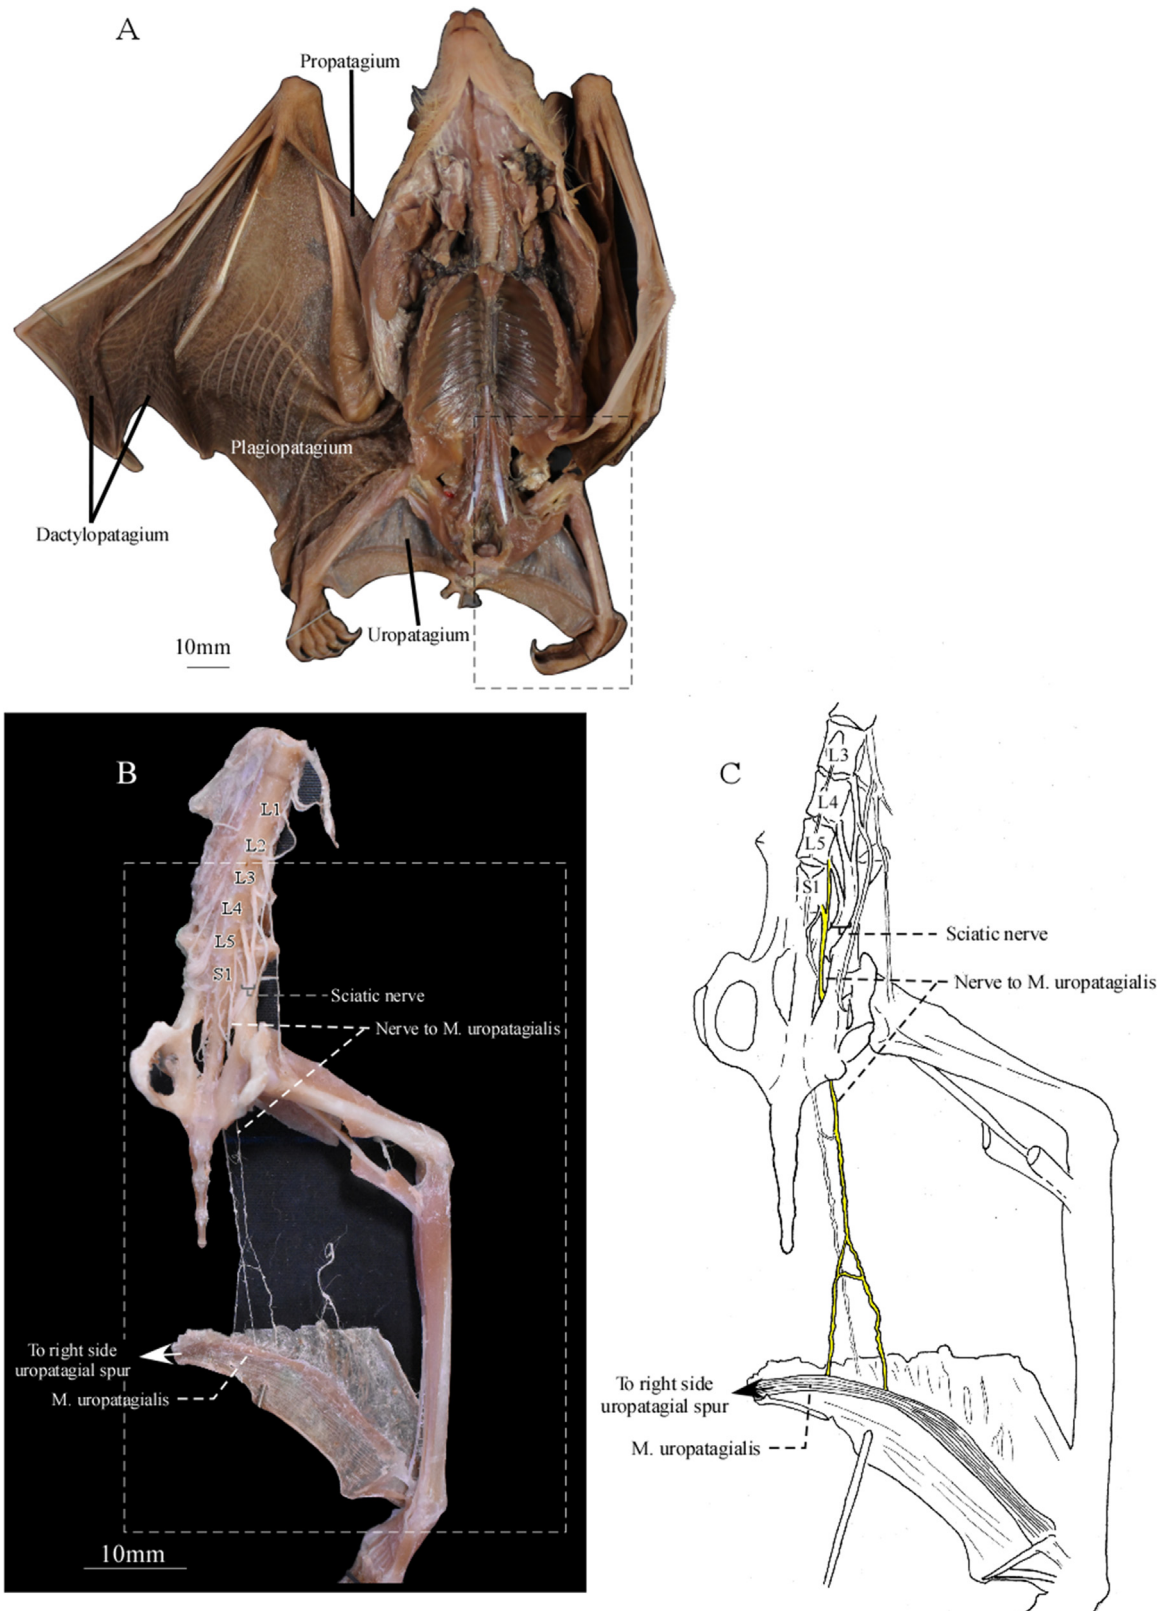 A
Propatagium
Plagiopatagium
Dactylopatagium
Uropatagium
10mm
B
L1
L2
L3
L4
L5
S1
Sciatic nerve
Nerve to M. uropatagialis
To right side
uropatagial spur
M. uropatagialis
10mm
C
L3
L4
L5
S1
Sciatic nerve
Nerve to M. uropatagialis
To right side
uropatagial spur
M. uropatagialis